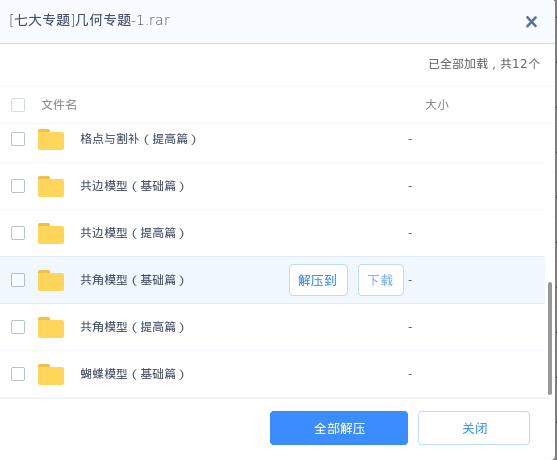 [七大专题]几何专题-1.rar
已全部加载，共12个
文件名 大小
格点与割补（提高篇） -
共边模型（基础篇） -
共边模型（提高篇） -
共角模型（基础篇） 解压到 下载 -
共角模型（提高篇） -
蝴蝶模型（基础篇） -
全部解压 关闭